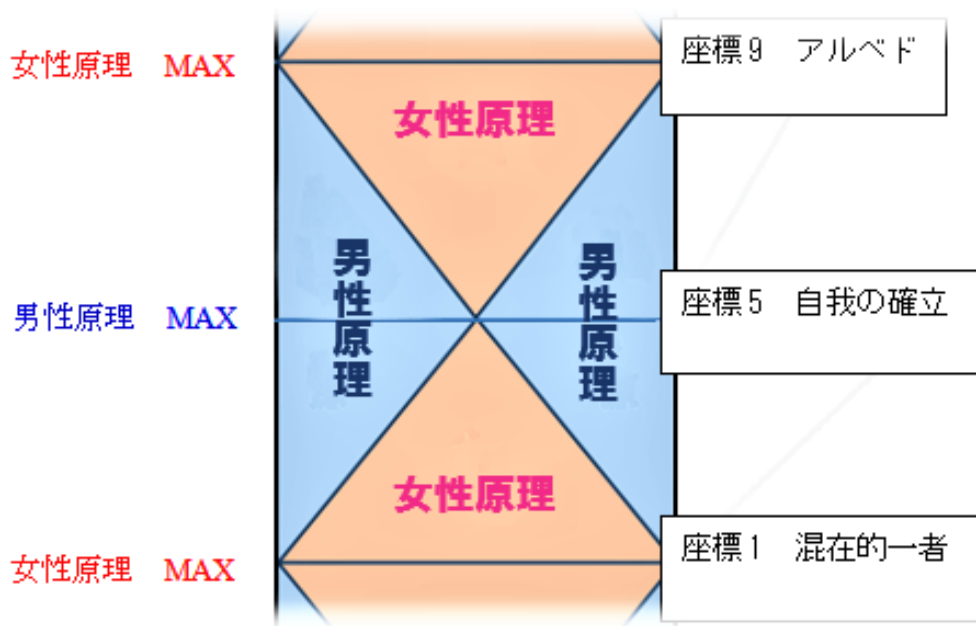 女性原理 MAX
座標9 アルベド
女性原理
男性原理
男性原理
男性原理 MAX
座標5 自我の確立
女性原理
女性原理 MAX
座標1 混在的一者